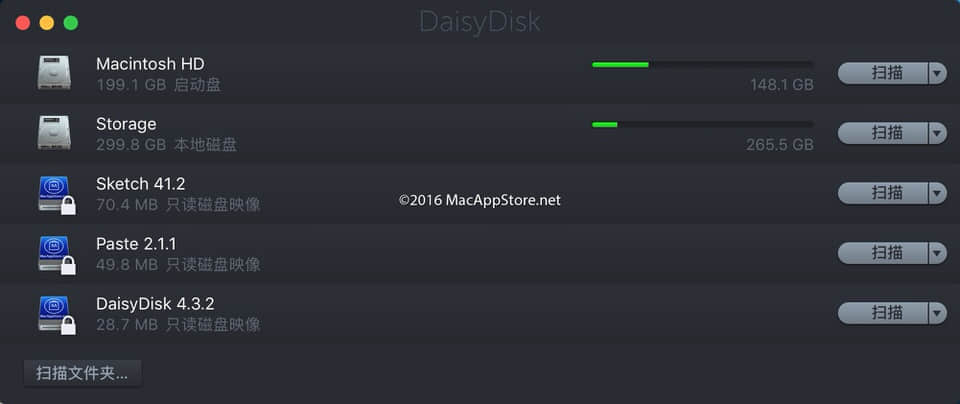 DaisyDisk
Macintosh HD
199.1 GB 启动盘
148.1 GB
扫描
Storage
299.8 GB 本地磁盘
265.5 GB
扫描
Sketch 41.2
70.4 MB 只读磁盘映像
扫描
©2016 MacAppStore.net
Paste 2.1.1
49.8 MB 只读磁盘映像
扫描
DaisyDisk 4.3.2
28.7 MB 只读磁盘映像
扫描
扫描文件夹...